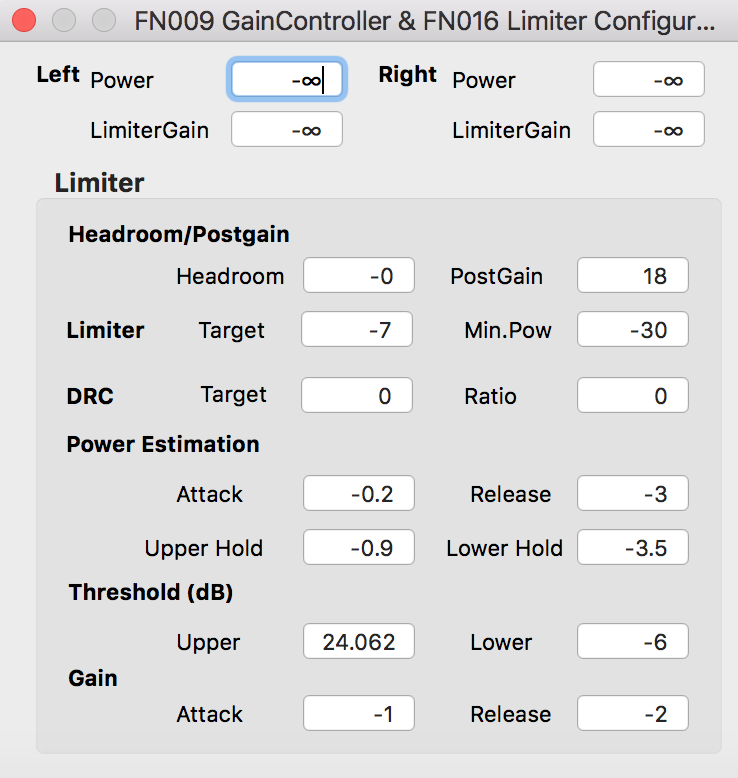 FN009 GainController & FN016 Limiter Configur...
Left Power -∞ Right Power -∞
LimiterGain -∞ LimiterGain -∞
Limiter
Headroom/Postgain
Headroom -0 PostGain 18
Limiter Target -7 Min.Pow -30
DRC Target 0 Ratio 0
Power Estimation
Attack -0.2 Release -3
Upper Hold -0.9 Lower Hold -3.5
Threshold (dB)
Upper 24.062 Lower -6
Gain
Attack -1 Release -2